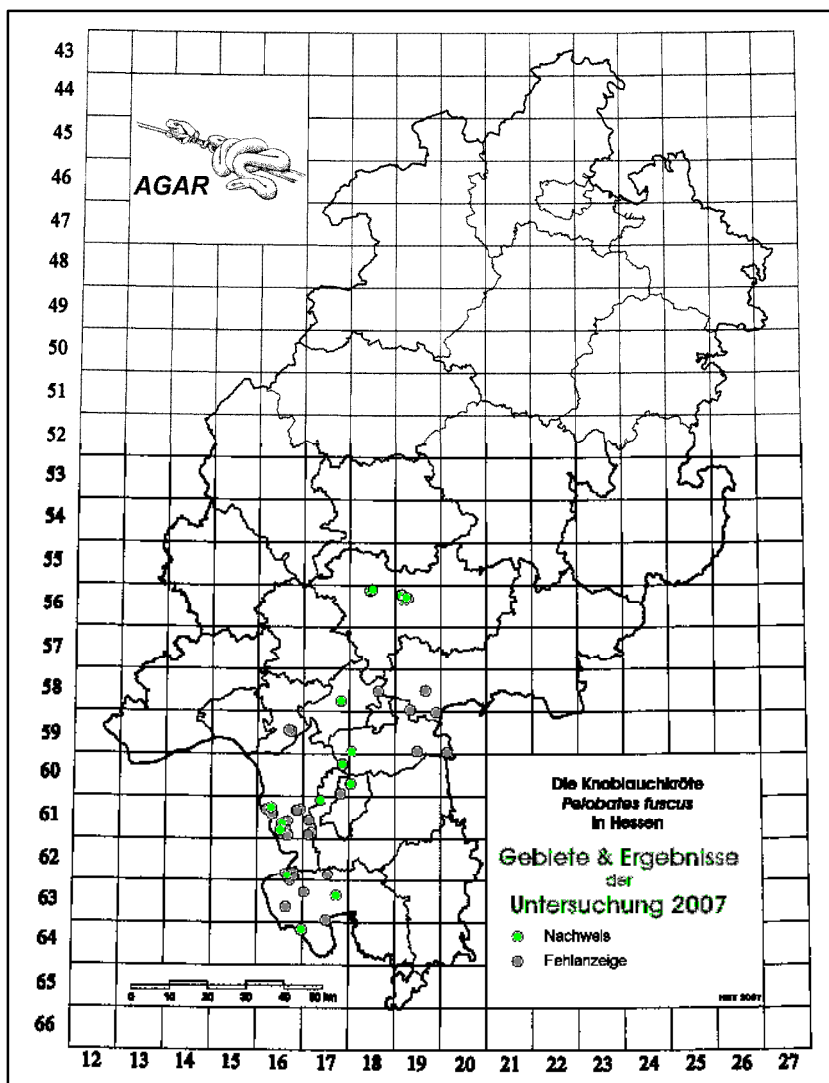 43
44
45
46
47
48
49
50
51
52
53
54
55
56
57
58
59
60
61
62
63
64
65
66
AGAR
Die Knoblauchkröte
Pelobates fuscus
in Hessen
Gebiete & Ergebnisse
der
Untersuchung 2007
Nachweis
Fehlanzeige
0 10 20 30 40 50 km
2007
12 13 14 15 16 17 18 19 20 21 22 23 24 25 26 27